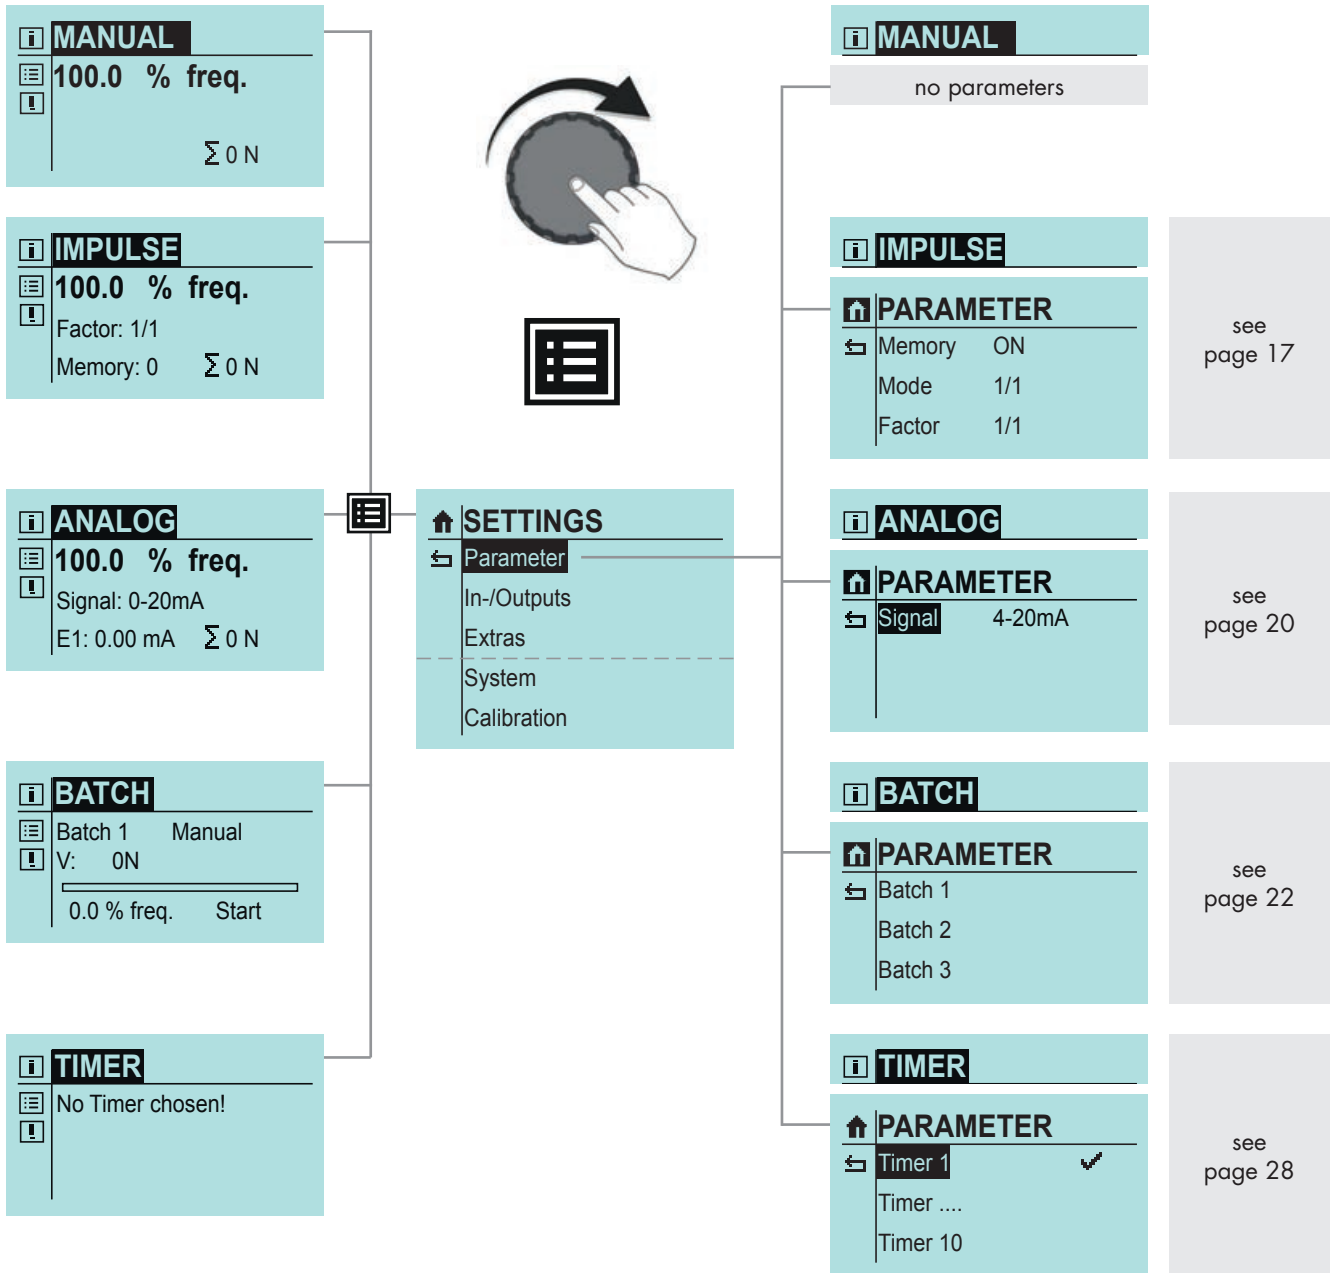 MANUAL
100.0 % freq.
Σ 0 N
IMPULSE
100.0 % freq.
Factor: 1/1
Memory: 0 Σ 0 N
ANALOG
100.0 % freq.
Signal: 0-20mA
E1: 0.00 mA Σ 0 N
BATCH
Batch 1 Manual
V: 0N
0.0 % freq. Start
TIMER
No Timer chosen!
SETTINGS
Parameter
In-/Outputs
Extras
System
Calibration
MANUAL
no parameters
IMPULSE
PARAMETER
Memory ON
Mode 1/1
Factor 1/1
see
page 17
ANALOG
PARAMETER
Signal 4-20mA
see
page 20
BATCH
PARAMETER
Batch 1
Batch 2
Batch 3
see
page 22
TIMER
PARAMETER
Timer 1
Timer ....
Timer 10
see
page 28